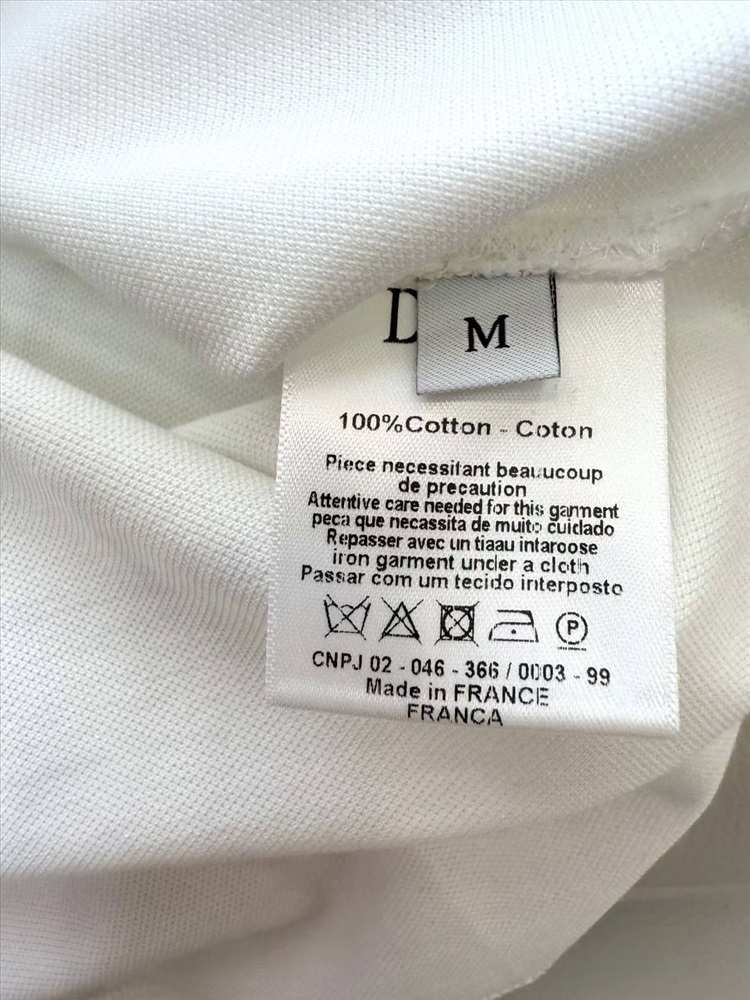 D
M
100%Cotton - Coton
Piece necessitant beaucoup
de precaution
Attentive care needed for this garment
peca que necassita de muito cuidado
Repasser avec un tiaau intaroose
iron garment under a cloth
Passar com um tecido interposto
P
CNPJ 02 - 046 - 366 / 0003 - 99
Made in FRANCE
FRANCA